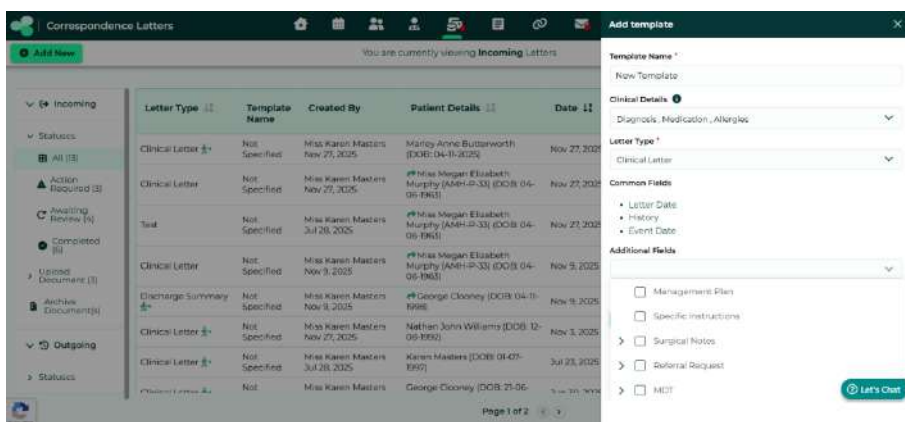 Correspondence Letters
Add New
You are currently viewing Incoming Letters
Incoming
Statuses
All (13)
Action
Required (3)
Awaiting
Review (4)
Completed
(6)
Upload
Document (3)
Archive
Document(s)
Outgoing
Statuses
Letter Type
Template
Name
Created By
Patient Details
Date
Clinical Letter
Not
Specified
Miss Karen Masters
Nov 27, 2025
Marley Anne Butterworth
(DOB: 04-11-2025)
Nov 27, 2025
Clinical Letter
Not
Specified
Miss Karen Masters
Nov 27, 2025
Miss Megan Elizabeth
Murphy (AMH-P-33) (DOB: 04-
06-1963)
Nov 27, 2025
Test
Not
Specified
Miss Karen Masters
Jul 28, 2025
Miss Megan Elizabeth
Murphy (AMH-P-33) (DOB: 04-
06-1963)
Nov 27, 2025
Clinical Letter
Not
Specified
Miss Karen Masters
Nov 9, 2025
Miss Megan Elizabeth
Murphy (AMH-P-33) (DOB: 04-
06-1963)
Nov 9, 2025
Discharge Summary
Not
Specified
Miss Karen Masters
Nov 9, 2025
George Clooney (DOB: 04-11-
1998)
Nov 9, 2025
Clinical Letter
Not
Specified
Miss Karen Masters
Nov 27, 2025
Nathan John Williams (DOB: 12-
06-1992)
Nov 3, 2025
Clinical Letter
Not
Specified
Miss Karen Masters
Jul 28, 2025
Karen Masters (DOB: 01-07-
1997)
Jul 23, 2025
Clinical Letter
Not
Miss Karen Masters
George Clooney (DOB: 21-06-
Page 1 of 2
Add template
Template Name *
New Template
Clinical Details
Diagnosis , Medication , Allergies
Letter Type *
Clinical Letter
Common Fields
Letter Date
History
Event Date
Additional Fields
Management Plan
Specific Instructions
Surgical Notes
Referral Request
MDT
Let's Chat